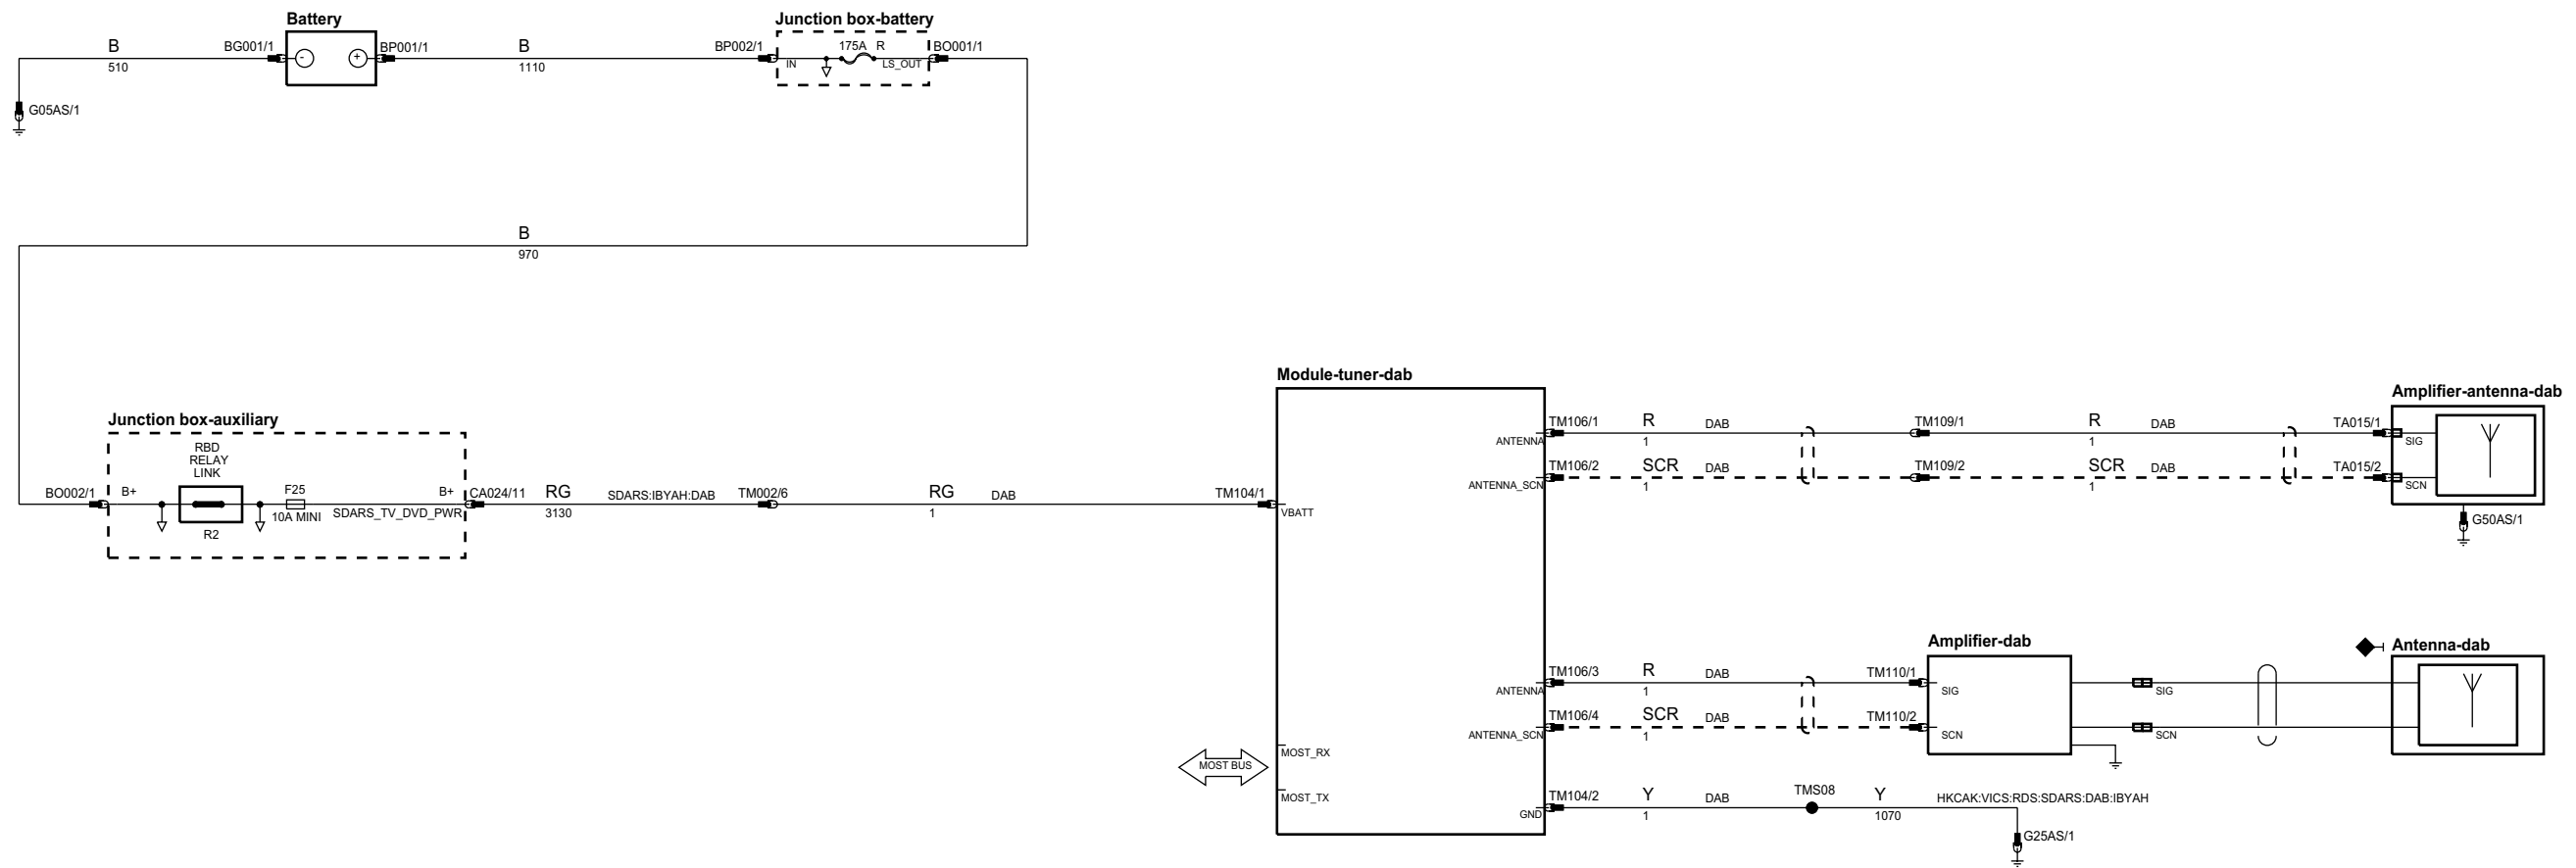 Battery
Junction box-battery
B
BG001/1
-
+
BP001/1
B
BP002/1
175A
R
BO001/1
510
1110
IN
LS_OUT
G05AS/1
B
970
Module-tuner-dab
Amplifier-antenna-dab
Junction box-auxiliary
TM106/1
R
DAB
TM109/1
R
DAB
TA015/1
ANTENNA
1
1
SIG
RBD
RELAY
LINK
TM106/2
SCR
DAB
TM109/2
SCR
DAB
TA015/2
ANTENNA_SCN
1
1
SCN
BO002/1
B+
F25
B+
CA024/11
RG
SDARS:IBYAH:DAB
TM002/6
RG
DAB
TM104/1
10A MINI
SDARS_TV_DVD_PWR
3130
1
VBATT
R2
G50AS/1
Amplifier-dab
Antenna-dab
TM106/3
R
DAB
TM110/1
ANTENNA
1
SIG
SIG
TM106/4
SCR
DAB
TM110/2
ANTENNA_SCN
1
SCN
SCN
MOST_RX
MOST BUS
MOST_TX
TM104/2
Y
DAB
TMS08
Y
HKCAK:VICS:RDS:SDARS:DAB:IBYAH
GND
1
1070
G25AS/1